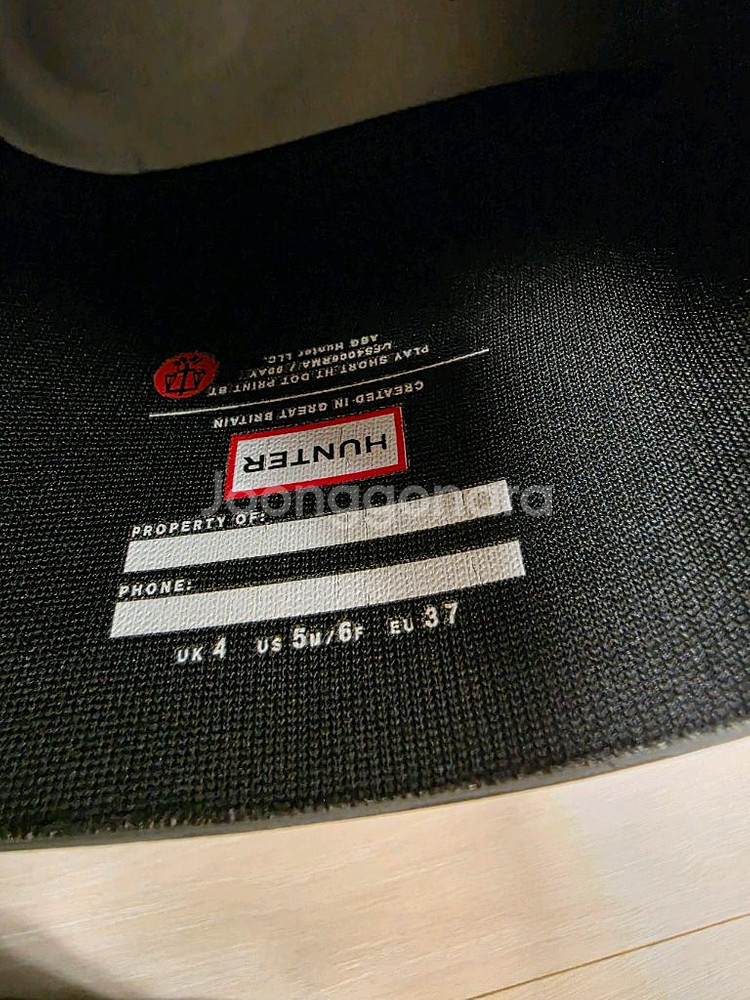 PROPERTY OF:
PHONE:
UK 4 US 5M/6F EU 37
HUNTER
CREATED IN GREAT BRITAIN
PLAY SHORT HT DOT PRINT BT
ABG Hunter LLC.
Joonggonara